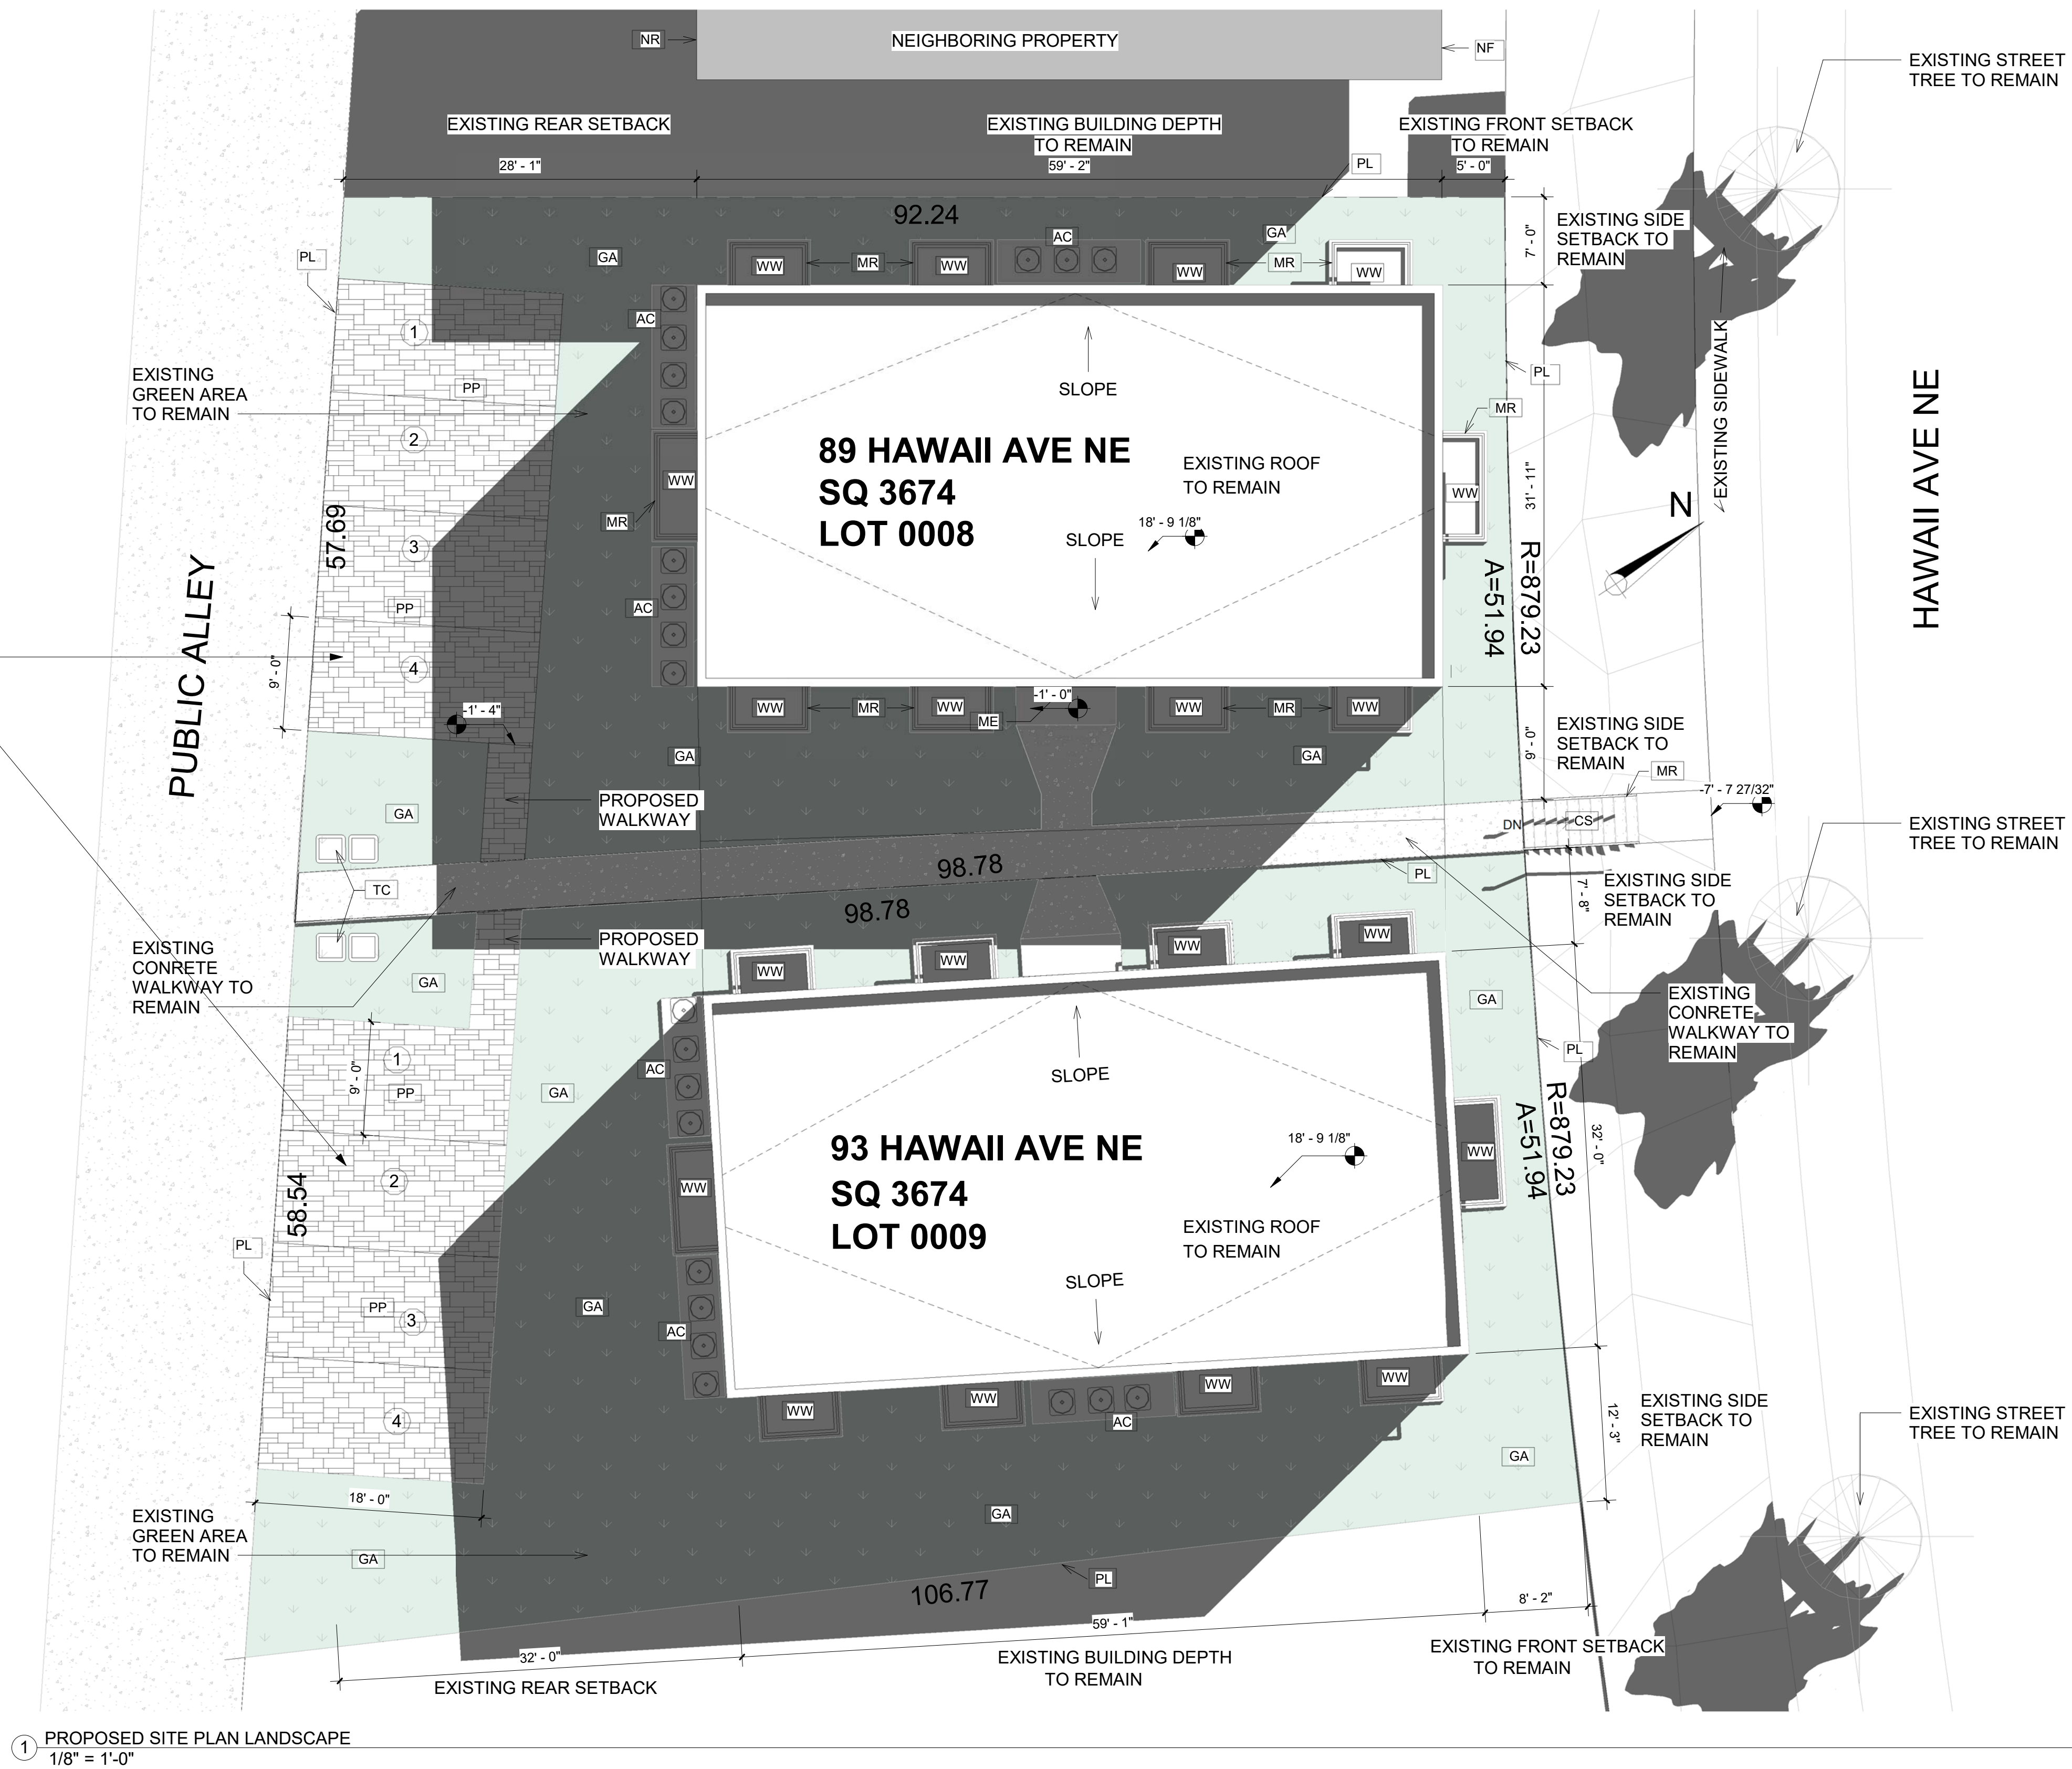 NR
NEIGHBORING PROPERTY
NF
EXISTING STREET
TREE TO REMAIN
EXISTING REAR SETBACK
EXISTING BUILDING DEPTH
TO REMAIN
EXISTING FRONT SETBACK
TO REMAIN
28' - 1"
59' - 2"
PL
5' - 0"
92.24
EXISTING SIDE
SETBACK TO
REMAIN
7' - 0"
PL
GA
AC
GA
WW
MR
WW
WW
MR
WW
AC
1
EXISTING SIDEWALK
EXISTING
GREEN AREA
TO REMAIN
PP
SLOPE
PL
MR
HAWAII AVE NE
2
89 HAWAII AVE NE
SQ 3674
LOT 0008
EXISTING ROOF
TO REMAIN
WW
WW
31' - 11"
N
MR
57.69
3
SLOPE
18' - 9 1/8"
A=51.94
R=879.23
PUBLIC ALLEY
PP
AC
9' - 0"
4
-1' - 4"
WW
MR
WW
ME
-1' - 0"
WW
MR
WW
GA
GA
9' - 0"
EXISTING SIDE
SETBACK TO
REMAIN
MR
-7' - 7 27/32"
GA
PROPOSED
WALKWAY
DN
CS
EXISTING STREET
TREE TO REMAIN
TC
98.78
98.78
PL
7' - 8"
EXISTING SIDE
SETBACK TO
REMAIN
EXISTING
CONRETE
WALKWAY TO
REMAIN
PROPOSED
WALKWAY
GA
WW
WW
WW
WW
GA
EXISTING
CONRETE
WALKWAY TO
REMAIN
1
9' - 0"
PP
AC
GA
SLOPE
PL
2
93 HAWAII AVE NE
SQ 3674
LOT 0009
18' - 9 1/8"
EXISTING ROOF
TO REMAIN
WW
WW
A=51.94
R=879.23
32' - 0"
58.54
PL
PP
3
GA
AC
SLOPE
4
WW
WW
AC
WW
WW
12' - 3"
EXISTING SIDE
SETBACK TO
REMAIN
EXISTING STREET
TREE TO REMAIN
GA
18' - 0"
GA
EXISTING
GREEN AREA
TO REMAIN
GA
PL
106.77
8' - 2"
59' - 1"
32' - 0"
EXISTING REAR SETBACK
EXISTING BUILDING DEPTH
TO REMAIN
EXISTING FRONT SETBACK
TO REMAIN
1
PROPOSED SITE PLAN LANDSCAPE
1/8" = 1'-0"